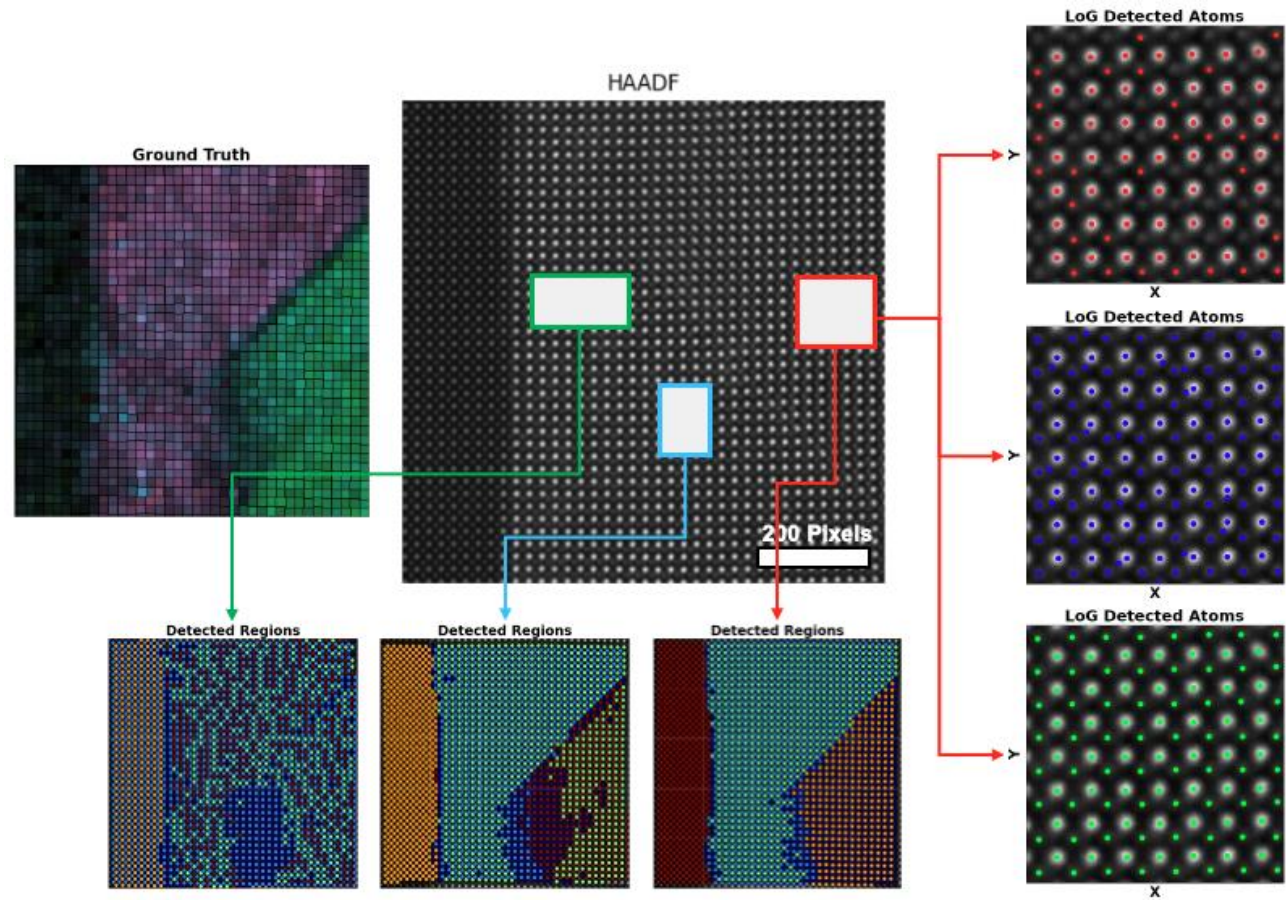 LoG Detected Atoms
HAADF
Ground Truth
Y
X
LoG Detected Atoms
Y
X
200 Pixels
LoG Detected Atoms
Detected Regions
Detected Regions
Detected Regions
Y
X